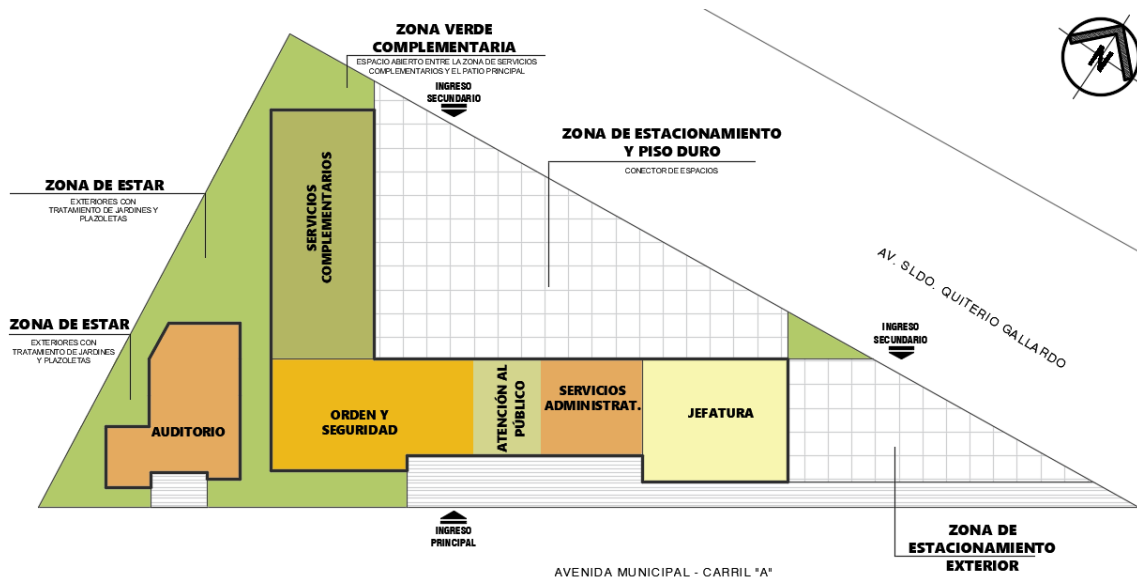 ZONA VERDE
COMPLEMENTARIA
ESPACIO ABIERTO ENTRE LA ZONA DE SERVICIOS
COMPLEMENTARIOS Y EL PATIO PRINCIPAL
INGRESO
SECUNDARIO
N
ZONA DE ESTACIONAMIENTO
Y PISO DURO
CONECTOR DE ESPACIOS
ZONA DE ESTAR
EXTERIORES CON
TRATAMIENTO DE JARDINES Y
PLAZOLETAS
SERVICIOS
COMPLEMENTARIOS
AV. SLDO. QUITERIO GALLARDO
ZONA DE ESTAR
EXTERIORES CON
TRATAMIENTO DE JARDINES
Y PLAZOLETAS
INGRESO
SECUNDARIO
AUDITORIO
ORDEN Y
SEGURIDAD
ATENCIÓN AL
PÚBLICO
SERVICIOS
ADMINISTRAT.
JEFATURA
INGRESO
PRINCIPAL
ZONA DE
ESTACIONAMIENTO
EXTERIOR
AVENIDA MUNICIPAL - CARRIL "A"